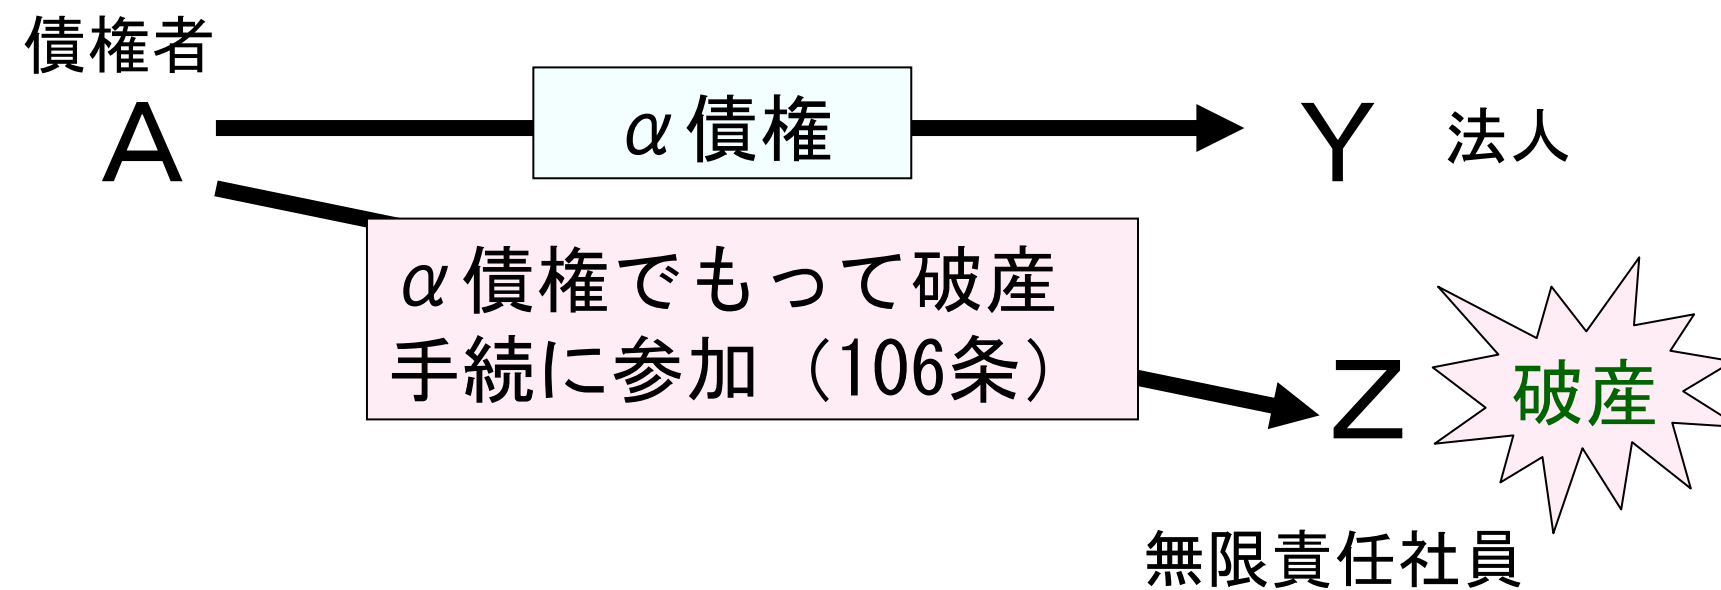 債権者
A
α債権
Y 法人
α債権でもって破産
手続に参加(106条)
Z
破産
無限責任社員